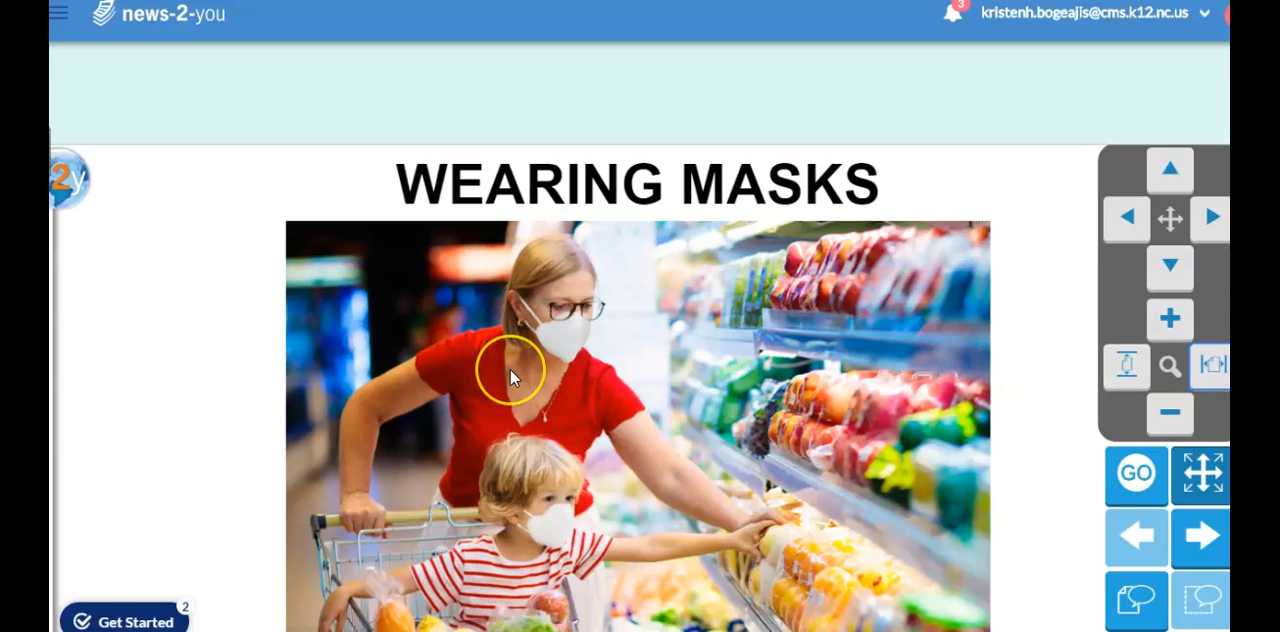 news-2-you
3
kristenh.bogeajis@cms.k12.nc.us
2y
WEARING MASKS
GO
Get Started
2